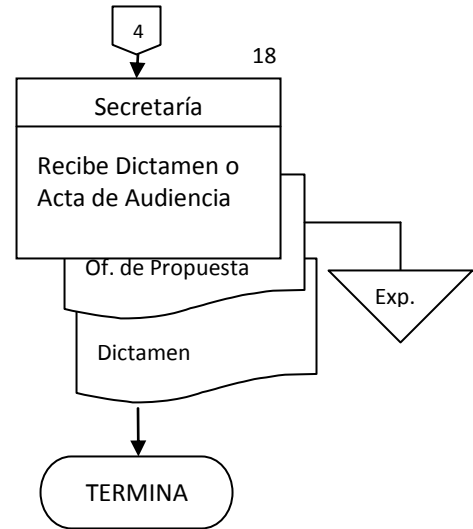 4
18
Secretaría
Recibe Dictamen o
Acta de Audiencia
Of. de Propuesta
Exp.
Dictamen
TERMINA